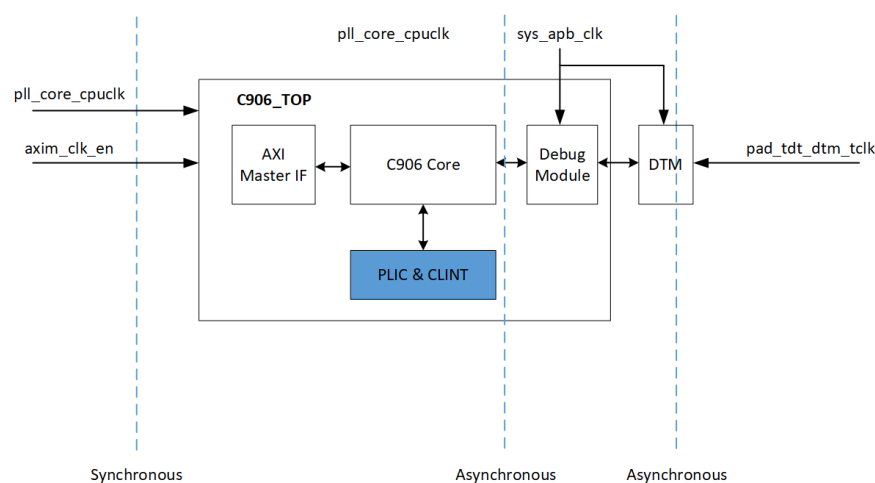 pll_core_cpuclk
sys_apb_clk
pll_core_cpuclk
C906_TOP
axim_clk_en
AXI
Master IF
C906 Core
Debug
Module
DTM
pad_tdt_dtm_tclk
PLIC & CLINT
Synchronous
Asynchronous
Asynchronous